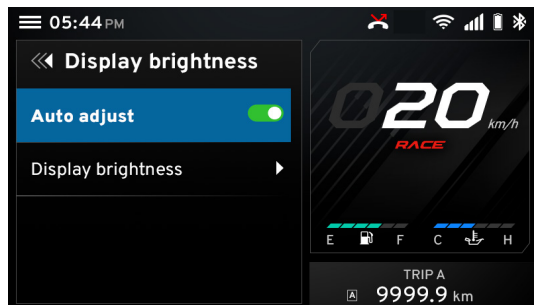 05:44 PM
Display brightness
Auto adjust
Display brightness
020 km/h
RACE
E F C H
TRIP A
A 9999.9 km